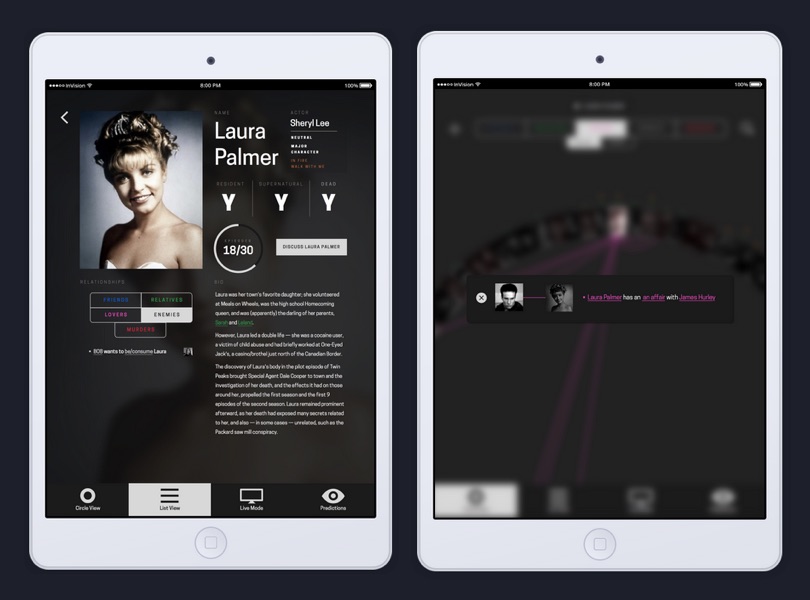 InVision
8:00 PM
100%
NAME
Laura
Palmer
ACTOR
Sheryl Lee
NEUTRAL
MAJOR
CHARACTER
IN FIRE
WALK WITH ME
RESIDENT
Y
SUPERNATURAL
Y
DEAD
Y
EPISODES
18/30
DISCUSS LAURA PALMER
RELATIONSHIPS
FRIENDS
RELATIVES
LOVERS
ENEMIES
MURDERS
• BOB wants to be/consume Laura
BIO
Laura was her town's favorite daughter; she volunteered
at Meals on Wheels, was the high school Homecoming
queen, and was (apparently) the darling of her parents,
Sarah and Leland.
However, Laura led a double life — she was a cocaine user,
a victim of child abuse and had briefly worked at One-Eyed
Jack's, a casino/brothel just north of the Canadian Border.
The discovery of Laura's body in the pilot episode of Twin
Peaks brought Special Agent Dale Cooper to town and the
investigation of her death, and the effects it had on those
around her, propelled the first season and the first 9
episodes of the second season. Laura remained prominent
afterward, as her death had exposed many secrets related
to her, and also — in some cases — unrelated, such as the
Packard saw mill conspiracy.
Circle View
List View
Live Mode
Predictions
InVision
8:00 PM
100%
• Laura Palmer has an an affair with James Hurley